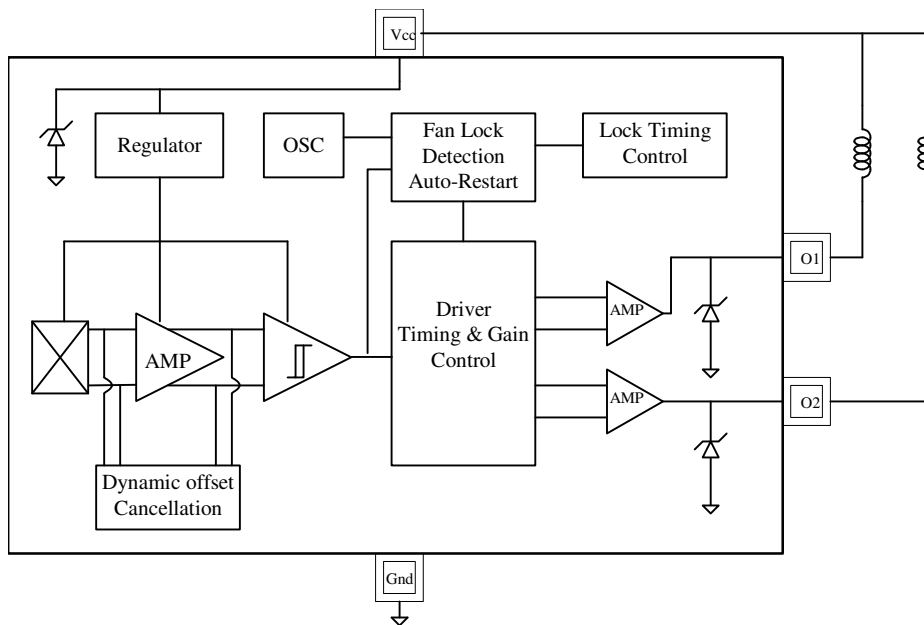 Vcc
Regulator
OSC
Fan Lock
Detection
Auto-Restart
Lock Timing
Control
O1
AMP
Driver
Timing & Gain
Control
AMP
AMP
O2
Dynamic offset
Cancellation
Gnd